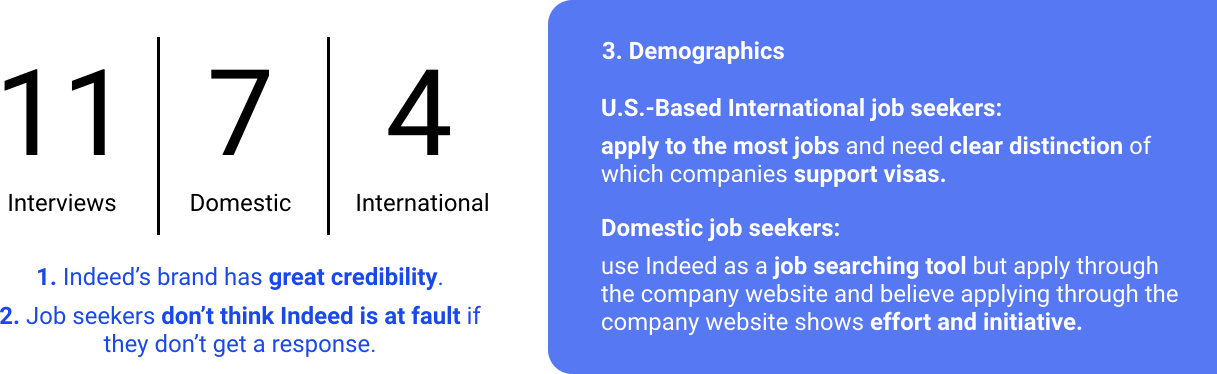 11
Interviews
7
Domestic
4
International
1. Indeed’s brand has great credibility.
2. Job seekers don’t think Indeed is at fault if
they don’t get a response.
3. Demographics
U.S.-Based International job seekers:
apply to the most jobs and need clear distinction of
which companies support visas.
Domestic job seekers:
use Indeed as a job searching tool but apply through
the company website and believe applying through the
company website shows effort and initiative.